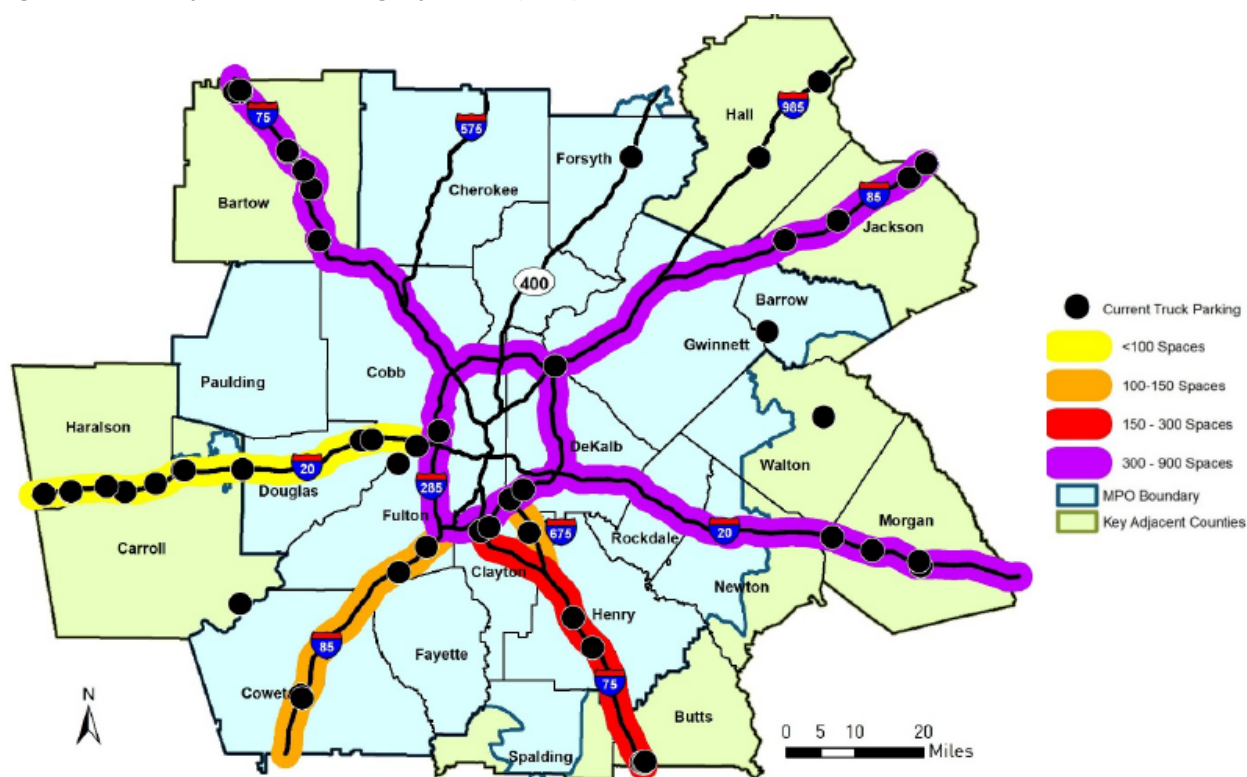 75
575
985
Hall
Forsyth
Cherokee
Bartow
85
Jackson
400
Barrow
Current Truck Parking
<100 Spaces
Gwinnett
Cobb
Paulding
100-150 Spaces
150 - 300 Spaces
Haralson
DeKalb
Walton
300 - 900 Spaces
20
Douglas
285
MPO Boundary
Fulton
Morgan
Key Adjacent Counties
675
Rockdale
20
Carroll
Clayton
Newton
Henry
85
Fayette
75
Cowet
N
Butts
0 5 10 20
Miles
Spalding